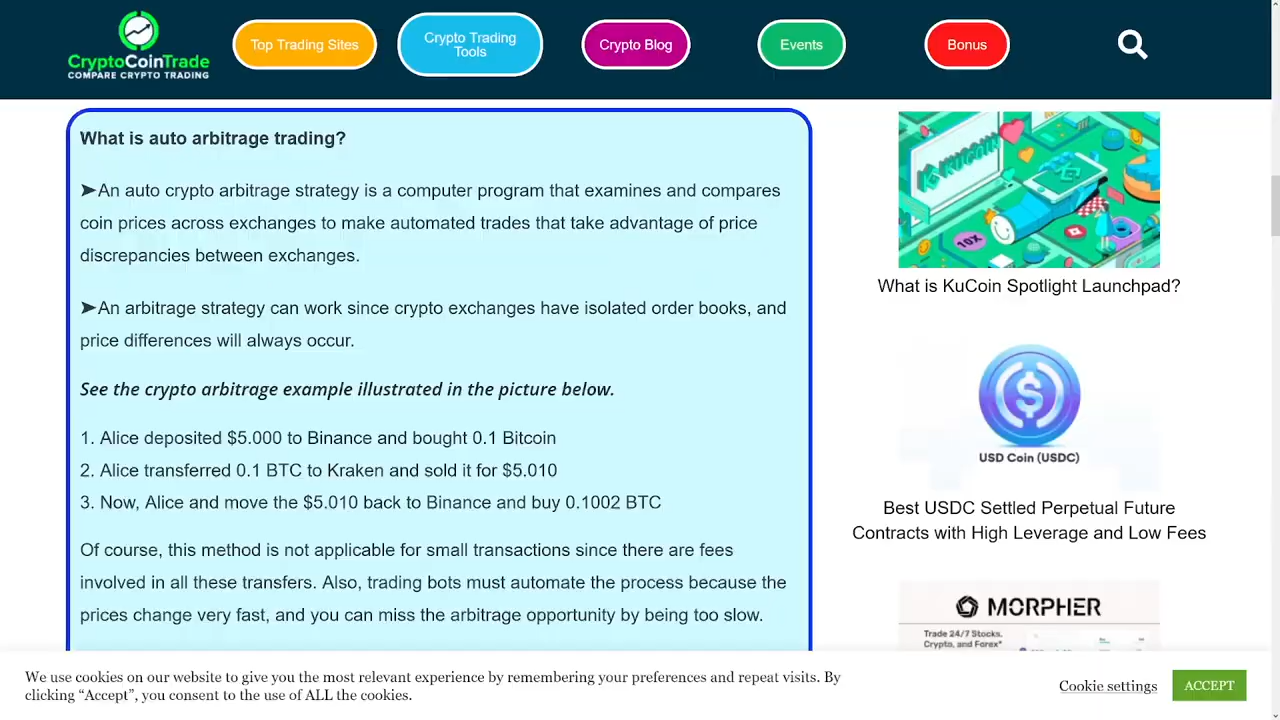 CryptoCoinTrade
COMPARE CRYPTO TRADING
Top Trading Sites
Crypto Trading
Tools
Crypto Blog
Events
Bonus
What is auto arbitrage trading?
➤An auto crypto arbitrage strategy is a computer program that examines and compares
coin prices across exchanges to make automated trades that take advantage of price
discrepancies between exchanges.
➤An arbitrage strategy can work since crypto exchanges have isolated order books, and
price differences will always occur.
See the crypto arbitrage example illustrated in the picture below.
1. Alice deposited $5.000 to Binance and bought 0.1 Bitcoin
2. Alice transferred 0.1 BTC to Kraken and sold it for $5.010
3. Now, Alice and move the $5.010 back to Binance and buy 0.1002 BTC
Of course, this method is not applicable for small transactions since there are fees
involved in all these transfers. Also, trading bots must automate the process because the
prices change very fast, and you can miss the arbitrage opportunity by being too slow.
KUCOIN
10X
What is KuCoin Spotlight Launchpad?
USD Coin (USDC)
Best USDC Settled Perpetual Future
Contracts with High Leverage and Low Fees
MORPHER
Trade 24/7 Stocks,
Crypto, and Forex*
We use cookies on our website to give you the most relevant experience by remembering your preferences and repeat visits. By
clicking “Accept”, you consent to the use of ALL the cookies.
Cookie settings
ACCEPT